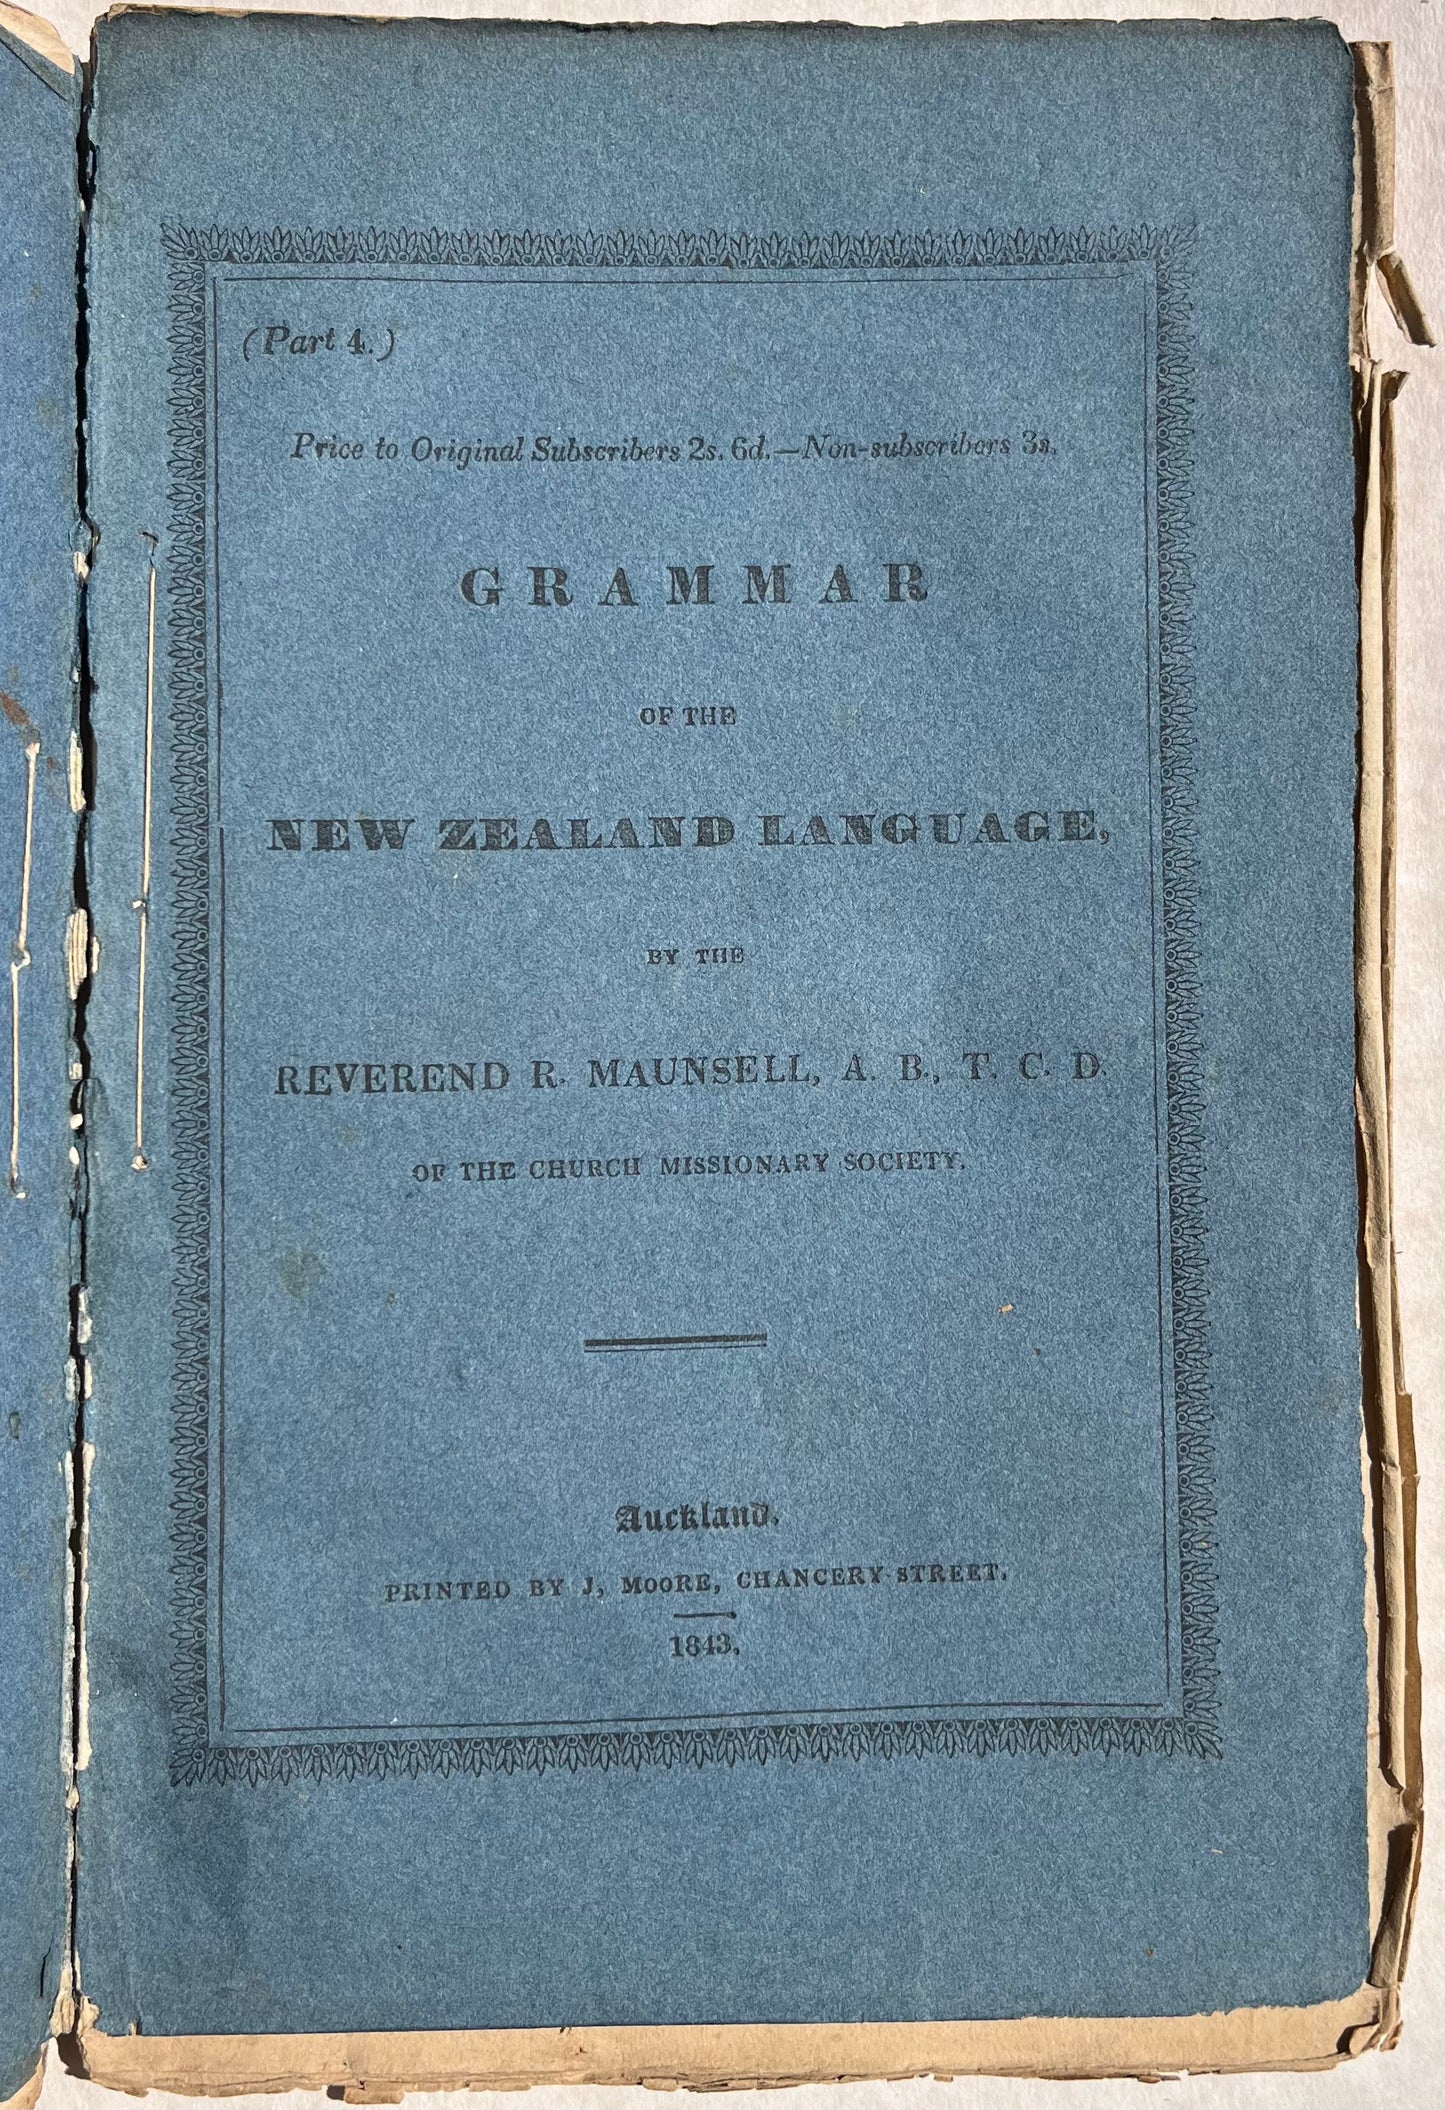 (Part 4.)
Price to Original Subscribers 2s. 6d.—Non-subscribers 3s.
GRAMMAR
OF THE
NEW ZEALAND LANGUAGE,
BY THE
REVEREND R. MAUNSELL, A. B., T. C. D.
OF THE CHURCH MISSIONARY SOCIETY.
Auckland.
PRINTED BY J, MOORE, CHANCERY STREET.
1843.